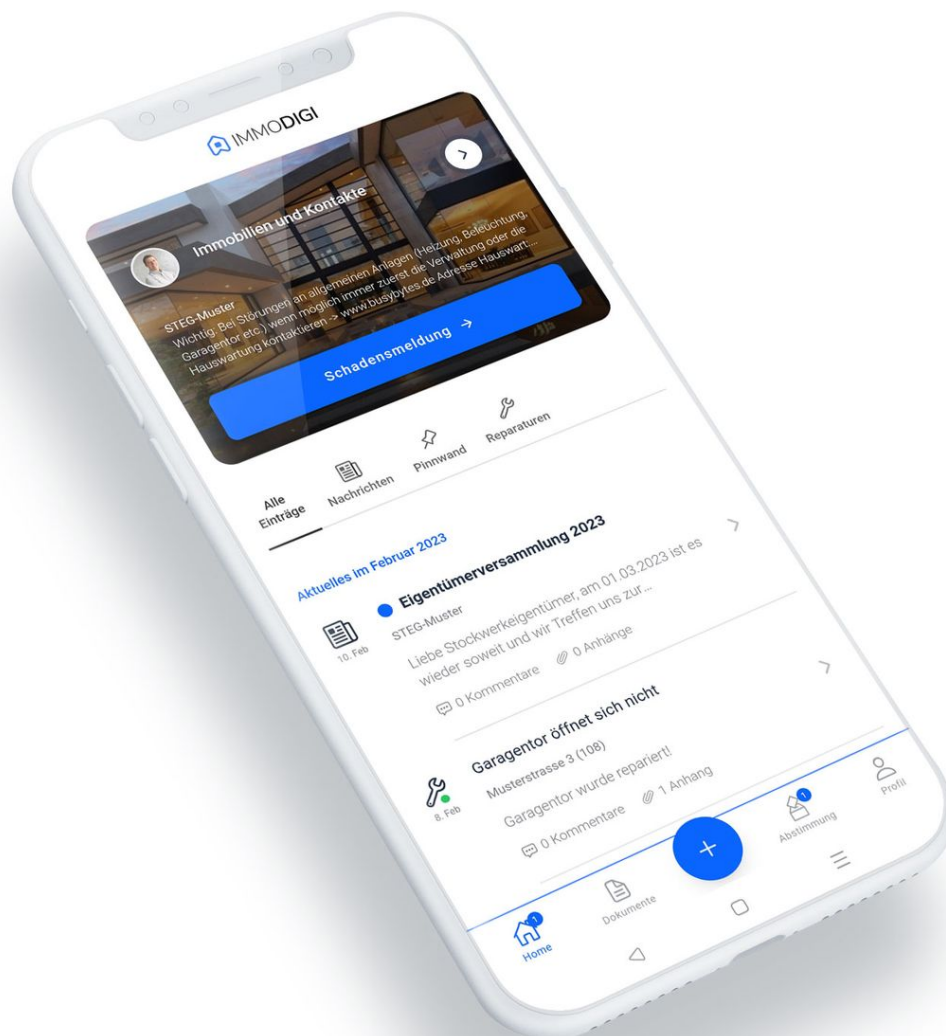 IMMODIGI
Immobilien und Kontakte
STEG-Muster
Wichtig: Bei Störungen an allgemeinen Anlagen (Heizung, Beleuchtung,
Garagentor etc.) wenn möglich immer zuerst die Verwaltung oder die
Hauswartung kontaktieren -> www.busybytes.de Adresse Hauswart:...
Schadensmeldung →
Alle
Einträge
Nachrichten
Pinnwand
Reparaturen
Aktuelles im Februar 2023
Eigentümerversammlung 2023
STEG-Muster
10. Feb
Liebe Stockwerkeigentümer, am 01.03.2023 ist es
wieder soweit und wir Treffen uns zur...
0 Kommentare 0 Anhänge
Garagentor öffnet sich nicht
Musterstrasse 3 (108)
8. Feb
Garagentor wurde repariert!
0 Kommentare 1 Anhang
1
Home
Dokumente
+
1
Abstimmung
Profil